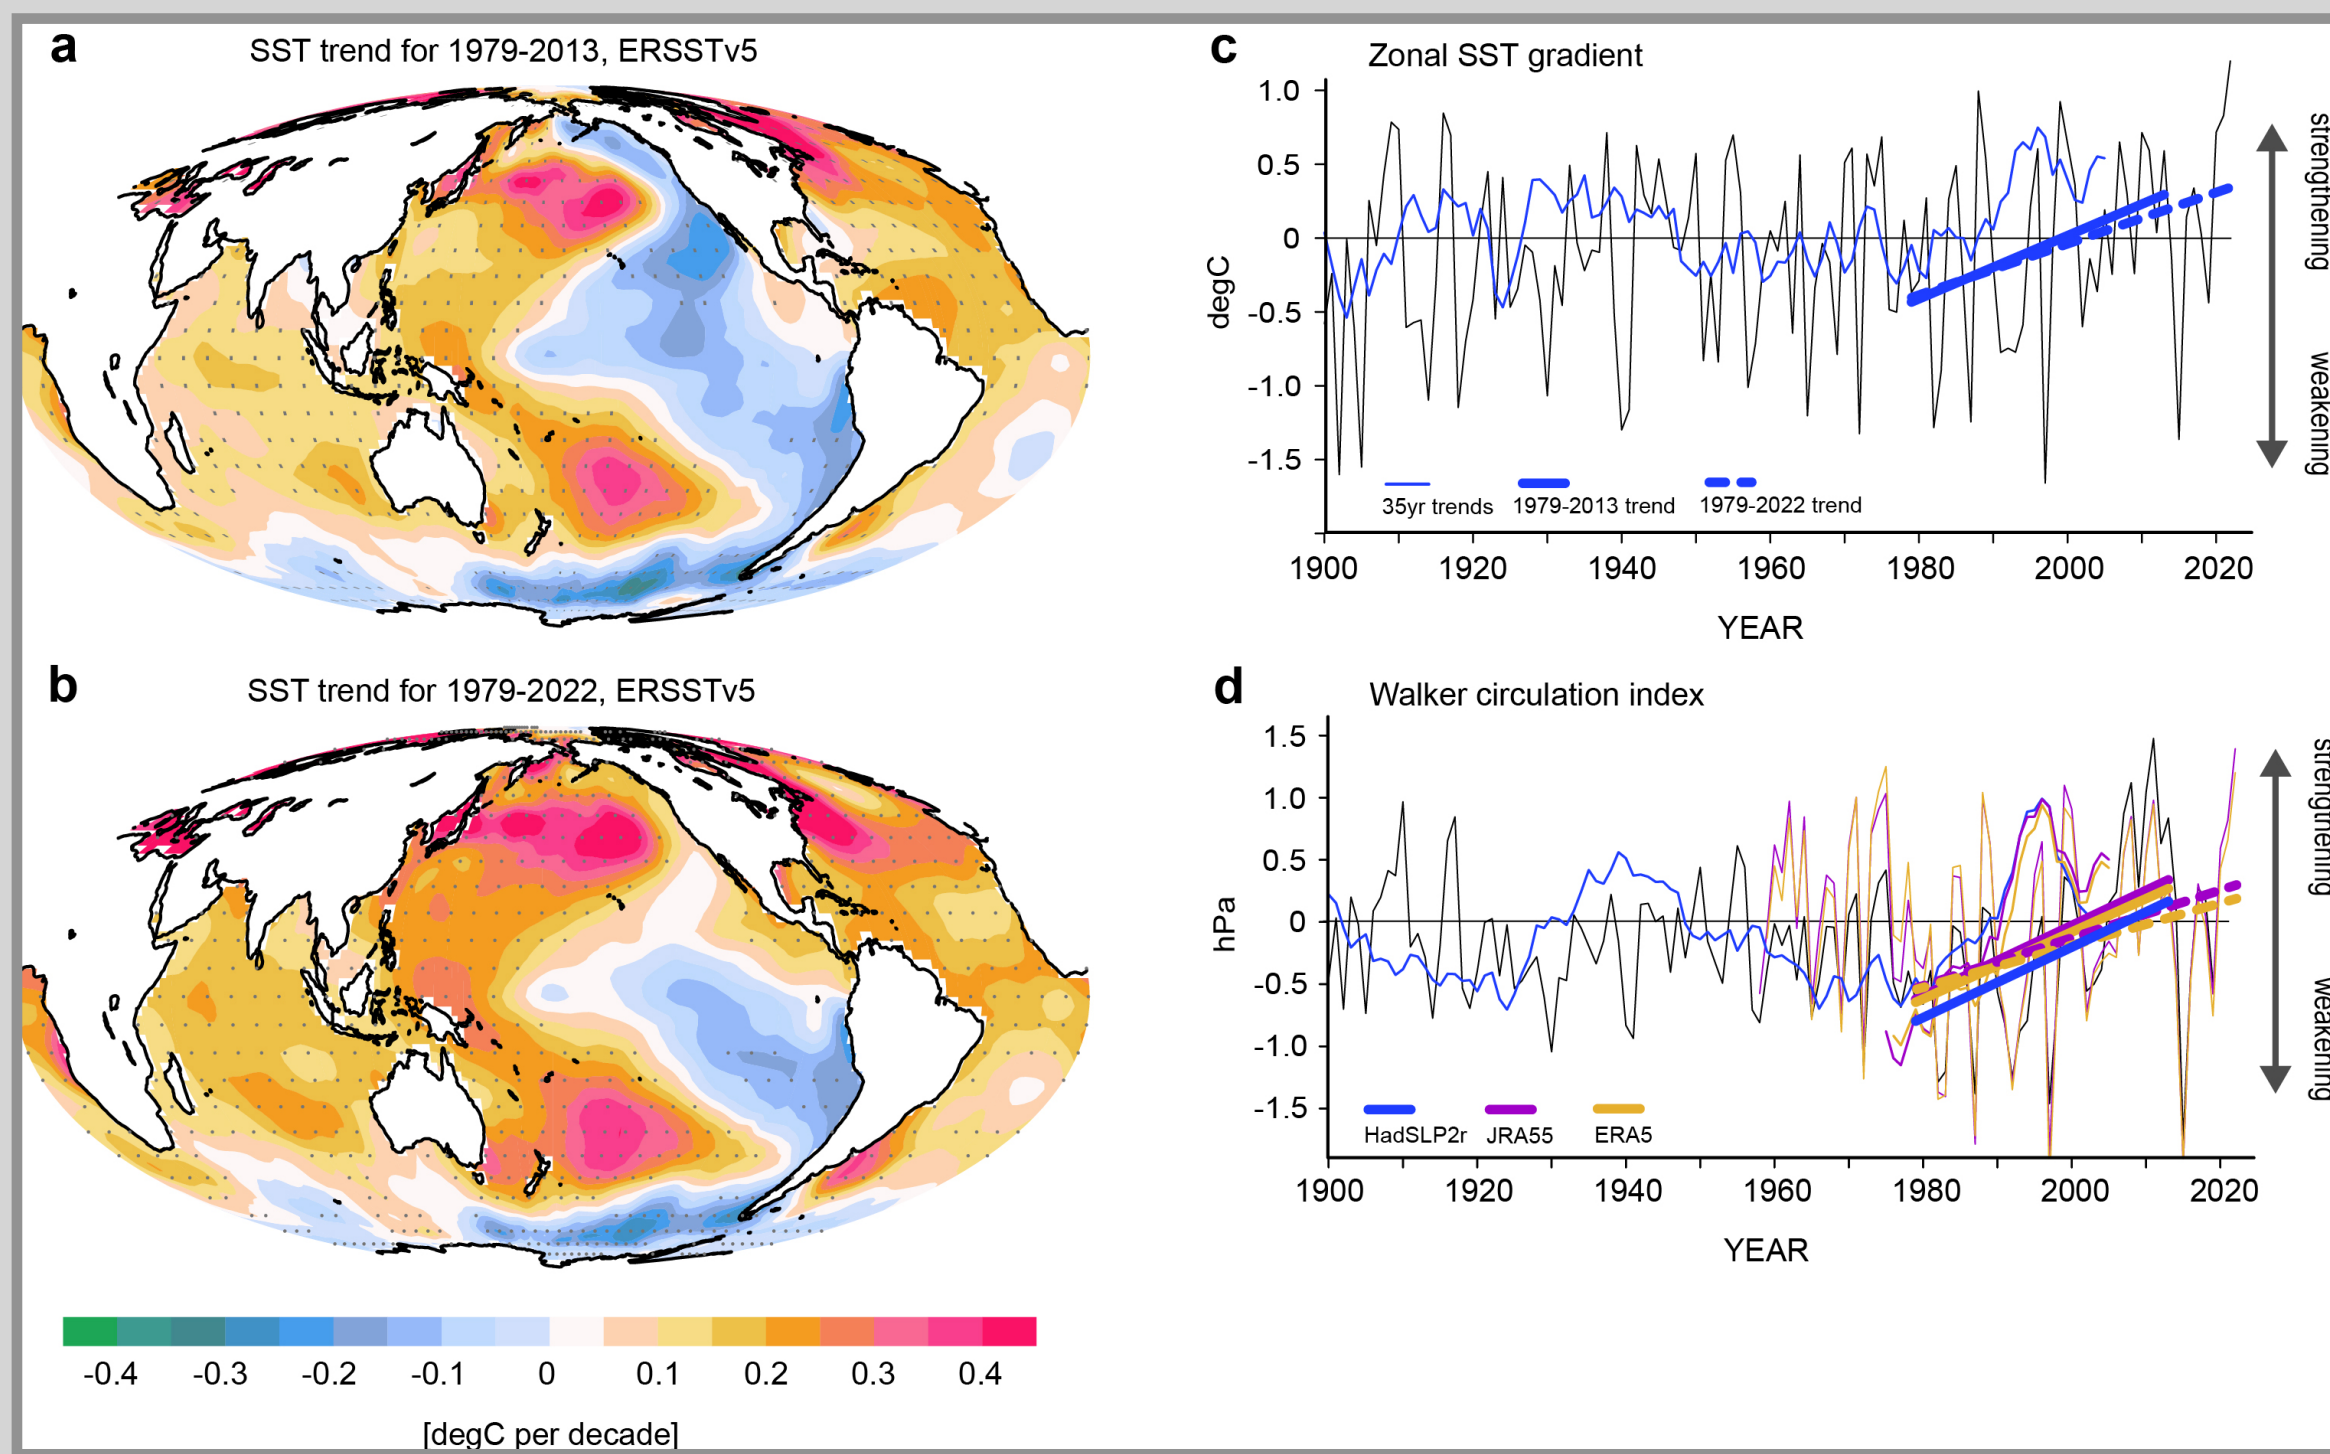 a
SST trend for 1979-2013, ERSSTv5
b
SST trend for 1979-2022, ERSSTv5
-0.4 -0.3 -0.2 -0.1 0 0.1 0.2 0.3 0.4
[degC per decade]
c
Zonal SST gradient
1.0
0.5
0
-0.5
-1.0
-1.5
degC
35yr trends 1979-2013 trend 1979-2022 trend
1900 1920 1940 1960 1980 2000 2020
YEAR
strengthening
weakening
d
Walker circulation index
1.5
1.0
0.5
0
-0.5
-1.0
-1.5
hPa
HadSLP2r JRA55 ERA5
1900 1920 1940 1960 1980 2000 2020
YEAR
strengthening
weakening